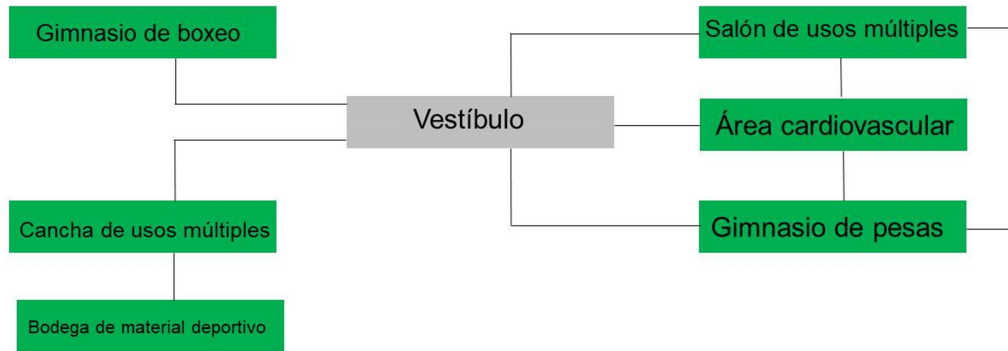 Gimnasio de boxeo
Salón de usos múltiples
Vestíbulo
Área cardiovascular
Cancha de usos múltiples
Gimnasio de pesas
Bodega de material deportivo